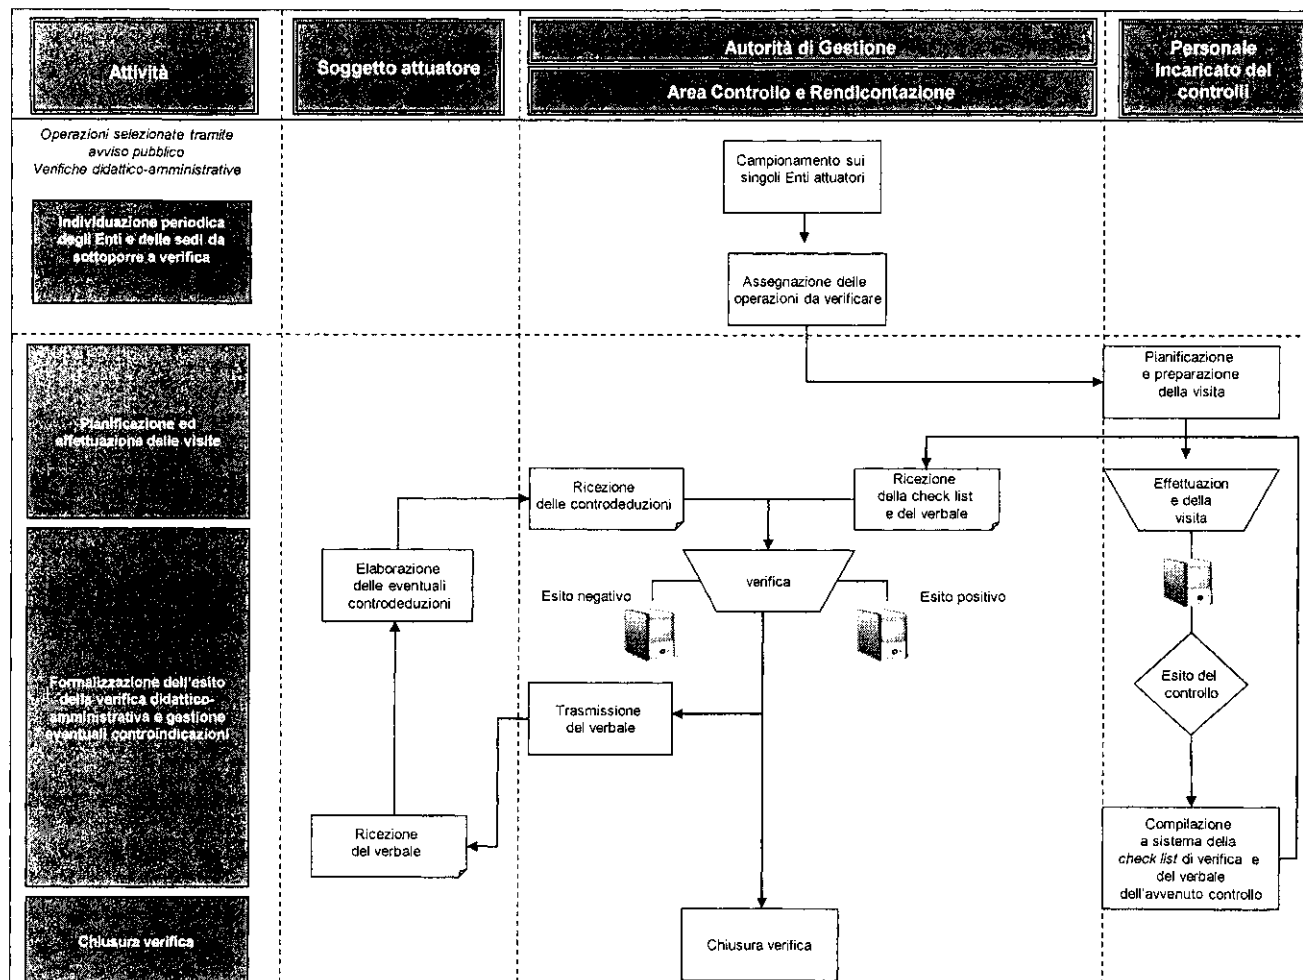 Attività
Soggetto attuatore
Autorità di Gestione
Area Controllo e Rendicontazione
Personale
incaricato dei
controlli
Operazioni selezionate tramite
avviso pubblico
Verifiche didattico-amministrative
Individuazione periodica
degli Enti e delle sedi da
sottoporre a verifica
Campionamento sui
singoli Enti attuatori
Assegnazione delle
operazioni da verificare
Pianificazione ed
effettuazione delle visite
Pianificazione
e preparazione
della visita
Ricezione
delle controdeduzioni
Ricezione
della check list
e del verbale
Effettuazion
e della
visita
Elaborazione
delle eventuali
controdeduzioni
verifica
Esito negativo
Esito positivo
Formalizzazione dell'esito
della verifica didattico-
amministrativa e gestione
eventuali controindicazioni
Esito del
controllo
Trasmissione
del verbale
Ricezione
del verbale
Compilazione
a sistema della
check list di verifica e
del verbale
dell'avvenuto controllo
Chiusura verifica
Chiusura verifica